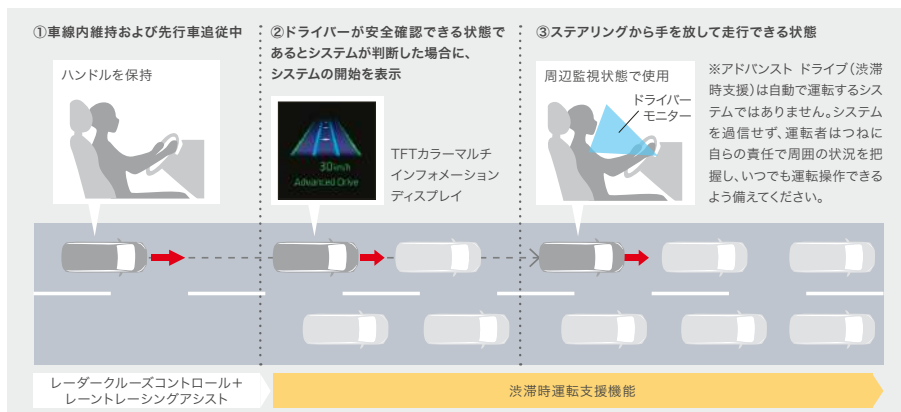 ①車線内維持および先行車追従中
ハンドルを保持
②ドライバーが安全確認できる状態で
あるとシステムが判断した場合に、
システムの開始を表示
30km/h
Advanced Drive
TFTカラーマルチ
インフォメーション
ディスプレイ
③ステアリングから手を放して走行できる状態
周辺監視状態で使用
ドライバー
モニター
※アドバンスト ドライブ（渋滞
時支援）は自動で運転するシス
テムではありません。システム
を過信せず、運転者はつねに
自らの責任で周囲の状況を把
握し、いつでも運転操作できる
よう備えてください。
レーダークルーズコントロール＋
レーントレーシングアシスト
渋滞時運転支援機能